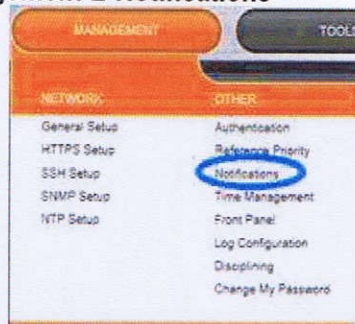 Notifications
MANAGEMENT
TOOLS
NETWORK
General Setup
HTTPS Setup
SSH Setup
SNMP Setup
NTP Setup
OTHER
Authentication
Reference Priority
Notifications
Time Management
Front Panel
Log Configuration
Disciplining
Change My Password